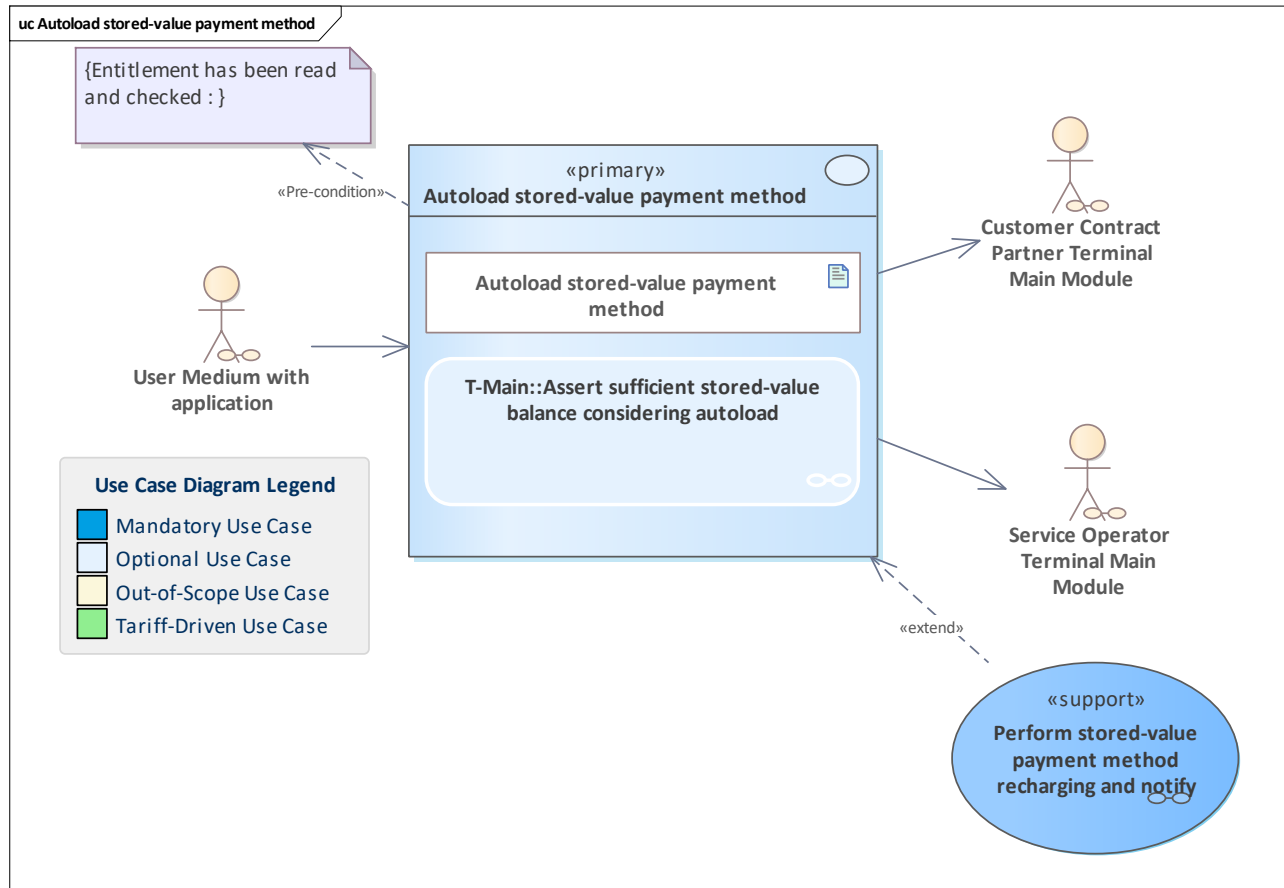 uc Autoload stored-value payment method
{Entitlement has been read
and checked : }
«Pre-condition»
«primary»
Autoload stored-value payment method
Autoload stored-value payment
method
T-Main::Assert sufficient stored-value
balance considering autoload
User Medium with
application
Customer Contract
Partner Terminal
Main Module
Service Operator
Terminal Main
Module
Use Case Diagram Legend
Mandatory Use Case
Optional Use Case
Out-of-Scope Use Case
Tariff-Driven Use Case
«extend»
«support»
Perform stored-value
payment method
recharging and notify